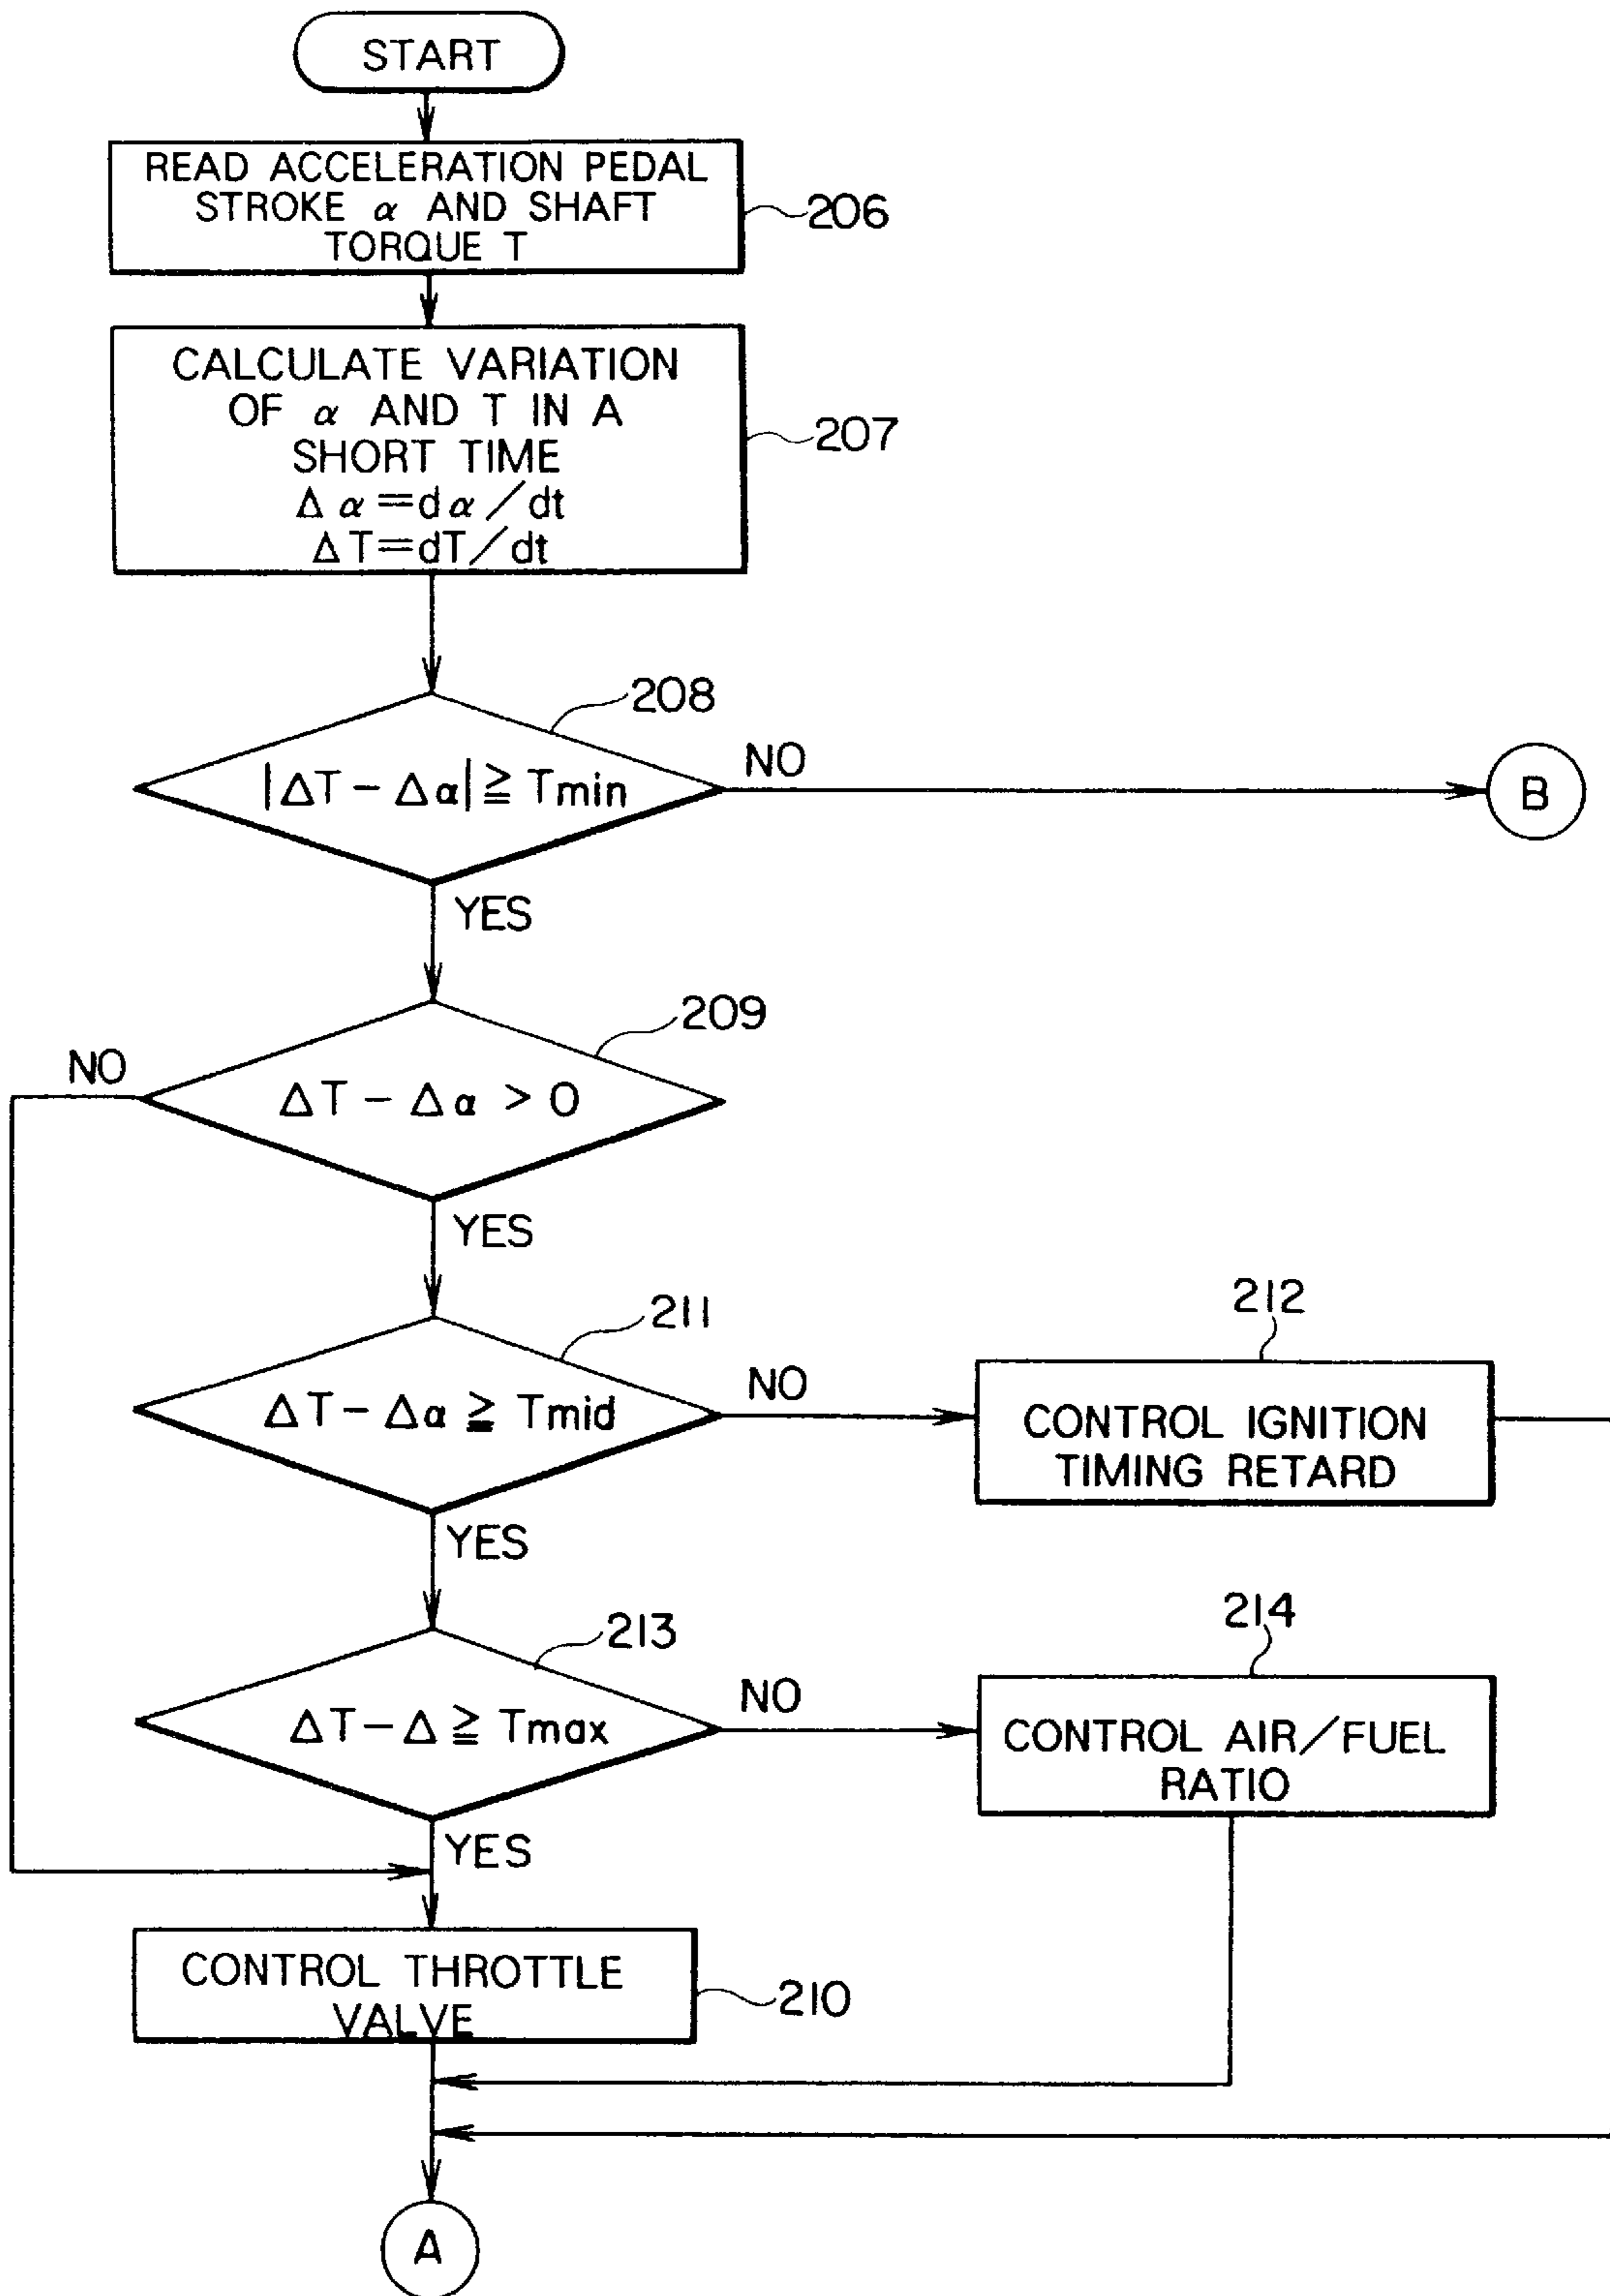 START
READ ACCELERATION PEDAL
STROKE α AND SHAFT
TORQUE T
206
CALCULATE VARIATION
OF α AND T IN A
SHORT TIME
Δα=dα/dt
ΔT=dT/dt
207
208
|ΔT-Δα|≧Tmin
NO
B
YES
209
NO
ΔT-Δα>0
YES
211
212
ΔT-Δα≧Tmid
NO
CONTROL IGNITION
TIMING RETARD
YES
213
214
ΔT-Δ≧Tmax
NO
CONTROL AIR/FUEL
RATIO
YES
CONTROL THROTTLE
VALVE
210
A